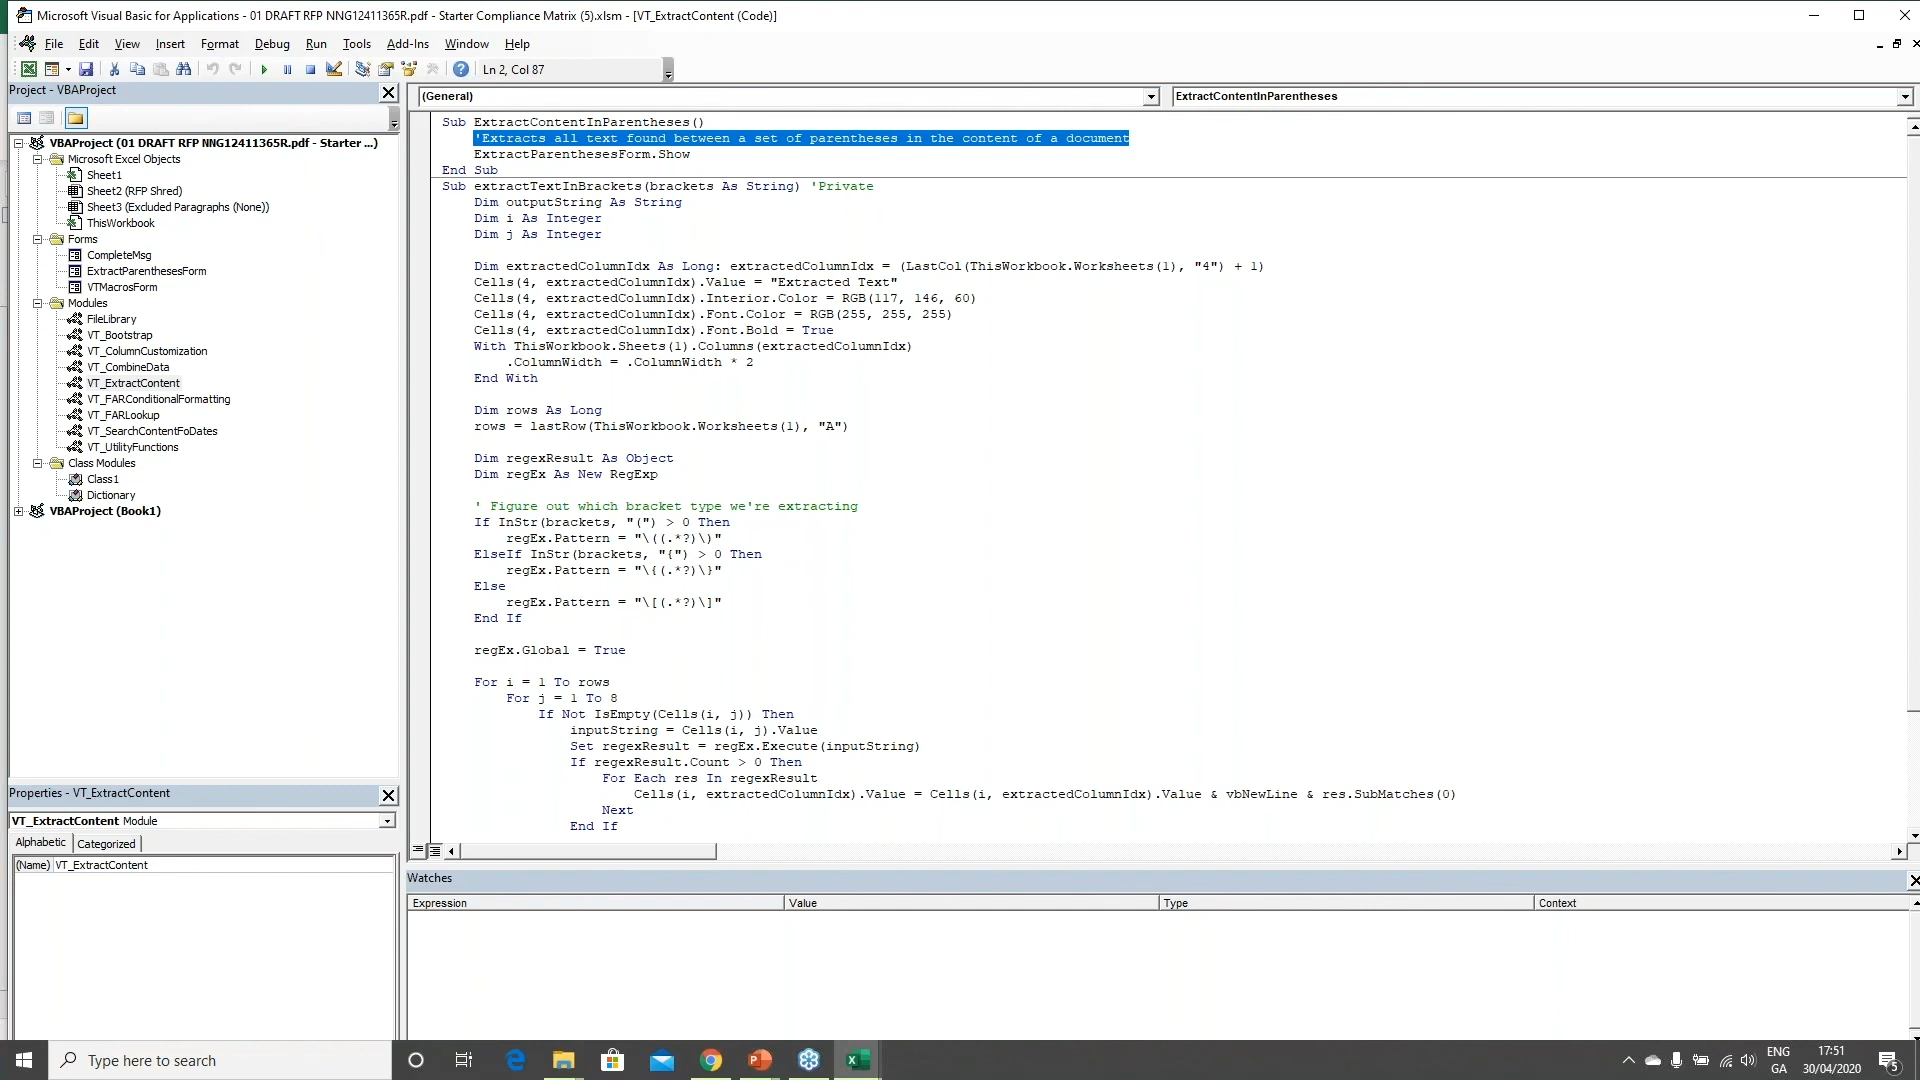 Microsoft Visual Basic for Applications - 01 DRAFT RFP NNG12411365R.pdf - Starter Compliance Matrix (5).xlsm - [VT_ExtractContent (Code)]
File Edit View Insert Format Debug Run Tools Add-Ins Window Help
Ln 2, Col 87
Project - VBAProject
VBAProject (01 DRAFT RFP NNG12411365R.pdf - Starter ...)
Microsoft Excel Objects
Sheet1
Sheet2 (RFP Shred)
Sheet3 (Excluded Paragraphs (None))
ThisWorkbook
Forms
CompleteMsg
ExtractParenthesesForm
VTMacrosForm
Modules
FileLibrary
VT_Bootstrap
VT_ColumnCustomization
VT_CombineData
VT_ExtractContent
VT_FARConditionalFormatting
VT_FARLookup
VT_SearchContentFoDates
VT_UtilityFunctions
Class Modules
Class1
Dictionary
VBAProject (Book1)
Properties - VT_ExtractContent
VT_ExtractContent Module
Alphabetic Categorized
(Name) VT_ExtractContent
(General) ExtractContentInParentheses
Sub ExtractContentInParentheses()
'Extracts all text found between a set of parentheses in the content of a document
ExtractParenthesesForm.Show
End Sub
Sub extractTextInBrackets(brackets As String) 'Private
Dim outputString As String
Dim i As Integer
Dim j As Integer
Dim extractedColumnIdx As Long: extractedColumnIdx = (LastCol(ThisWorkbook.Worksheets(1), "4") + 1)
Cells(4, extractedColumnIdx).Value = "Extracted Text"
Cells(4, extractedColumnIdx).Interior.Color = RGB(117, 146, 60)
Cells(4, extractedColumnIdx).Font.Color = RGB(255, 255, 255)
Cells(4, extractedColumnIdx).Font.Bold = True
With ThisWorkbook.Sheets(1).Columns(extractedColumnIdx)
.ColumnWidth = .ColumnWidth * 2
End With
Dim rows As Long
rows = lastRow(ThisWorkbook.Worksheets(1), "A")
Dim regexResult As Object
Dim regEx As New RegExp
' Figure out which bracket type we're extracting
If InStr(brackets, "(") > 0 Then
regEx.Pattern = "\((.*?)\)"
ElseIf InStr(brackets, "{") > 0 Then
regEx.Pattern = "\{(.*?)\}"
Else
regEx.Pattern = "\[(.*?)\]"
End If
regEx.Global = True
For i = 1 To rows
For j = 1 To 8
If Not IsEmpty(Cells(i, j)) Then
inputString = Cells(i, j).Value
Set regexResult = regEx.Execute(inputString)
If regexResult.Count > 0 Then
For Each res In regexResult
Cells(i, extractedColumnIdx).Value = Cells(i, extractedColumnIdx).Value & vbNewLine & res.SubMatches(0)
Next
End If
Watches
Expression Value Type Context
Type here to search
ENG
GA
17:51
30/04/2020
5